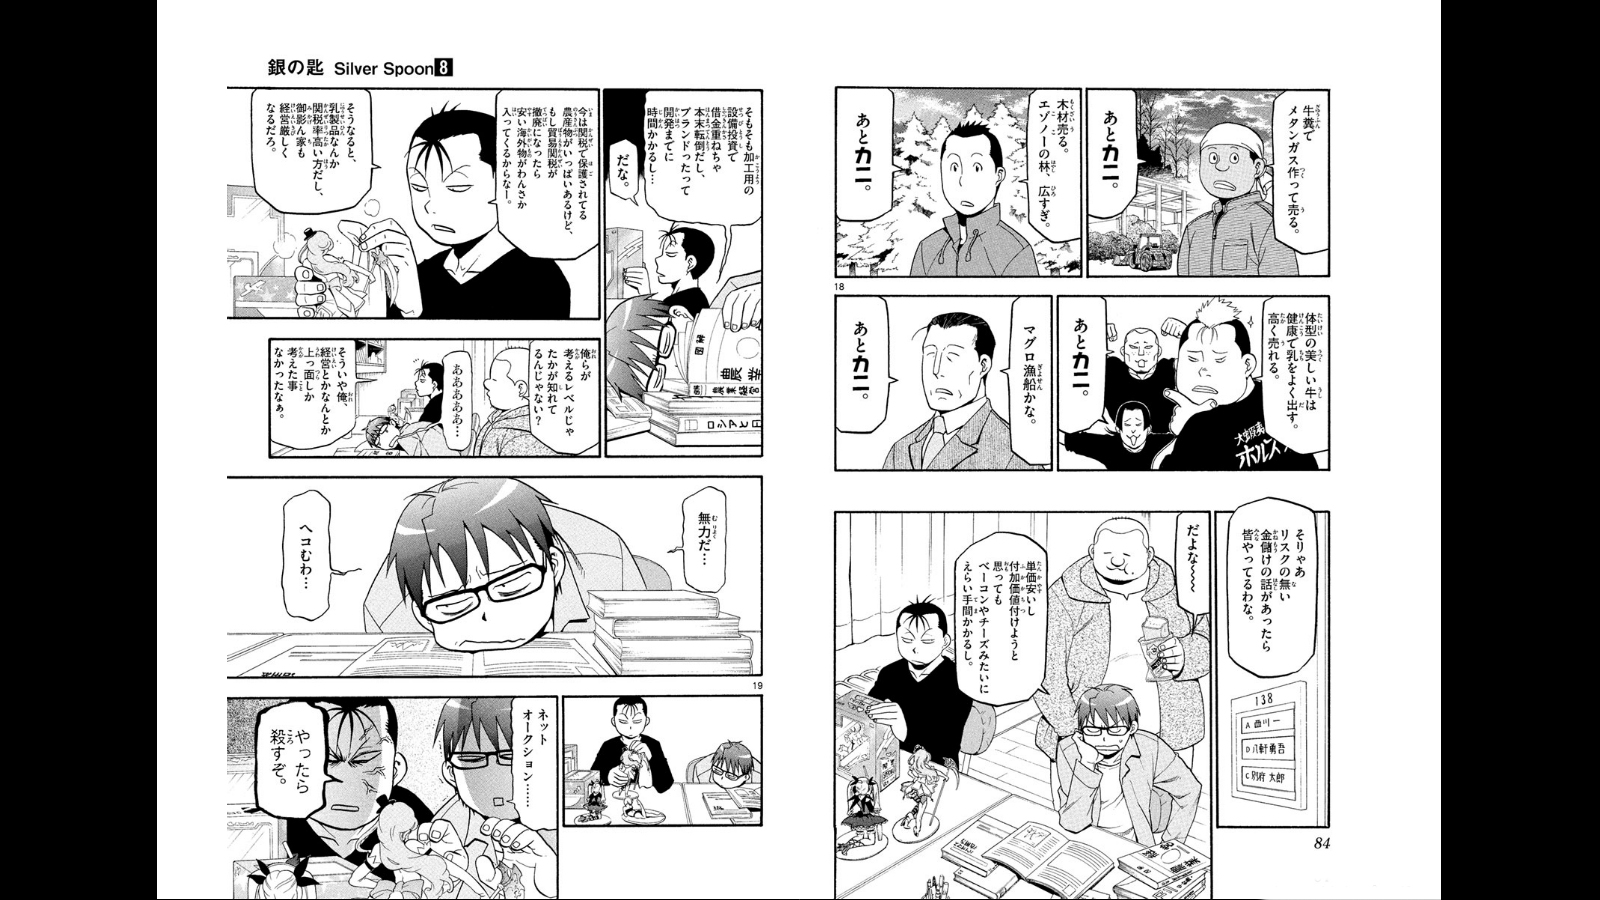 銀の匙 Silver Spoon 8
牛糞で
メタンガス作って売る。
あとカニ。
木材売る。
エゾノーの林、広すぎ。
あとカニ。
18
体型の美しい牛は
健康で乳をよく出す。
高く売れる。
あとカニ。
マグロ漁船かな。
あとカニ。
そりゃあ
リスクの無い
金儲けの話があったら
皆やってるわな。
138
A 西川一
D 八軒勇吾
C 別府太郎
だよな〜〜〜
単価安いし
付加価値付けようと
思っても
ベーコンやチーズみたいに
えらい手間かかるし。
84
そもそも加工用の
設備投資で
借金重ねちゃ
本末転倒だし、
ブランドったって
開発までに
時間かかるし…
だな。
今は関税で保護されてる
農産物がいっぱいあるけど、
もし貿易関税が
撤廃になったら
安い海外物がわんさか
入ってくるからなー。
そうなると、
乳製品なんか
関税率高い方だし、
御影ん家も
経営厳しく
なるだろ。
俺らが
考えるレベルじゃ
たかが知れて
るんじゃない？
ああああ…
そういや俺、
経営とかなんとか
上っ面しか
考えた事
なかったなぁ。
無力だ…
ヘコむわ…
19
ネット
オークション……
やったら
殺すぞ。